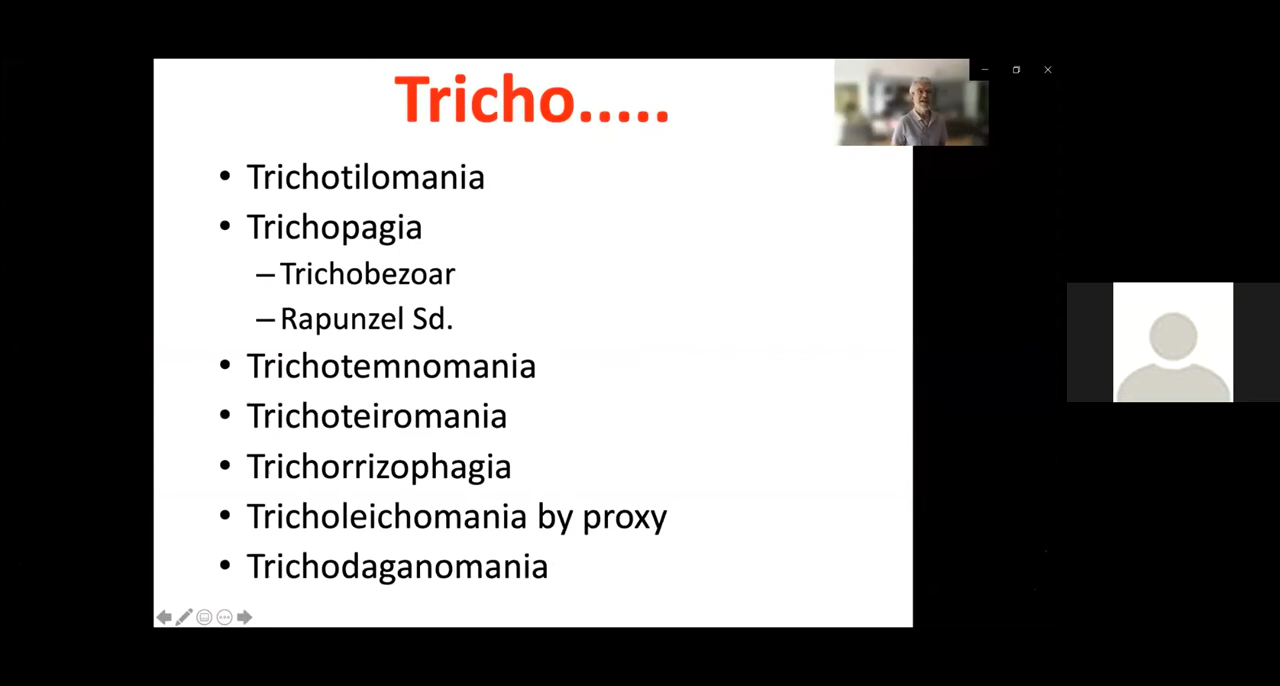 Tricho.....
• Trichotilomania
• Trichopagia
– Trichobezoar
– Rapunzel Sd.
• Trichotemnomania
• Trichoteiromania
• Trichorrizophagia
• Tricholeichomania by proxy
• Trichodaganomania